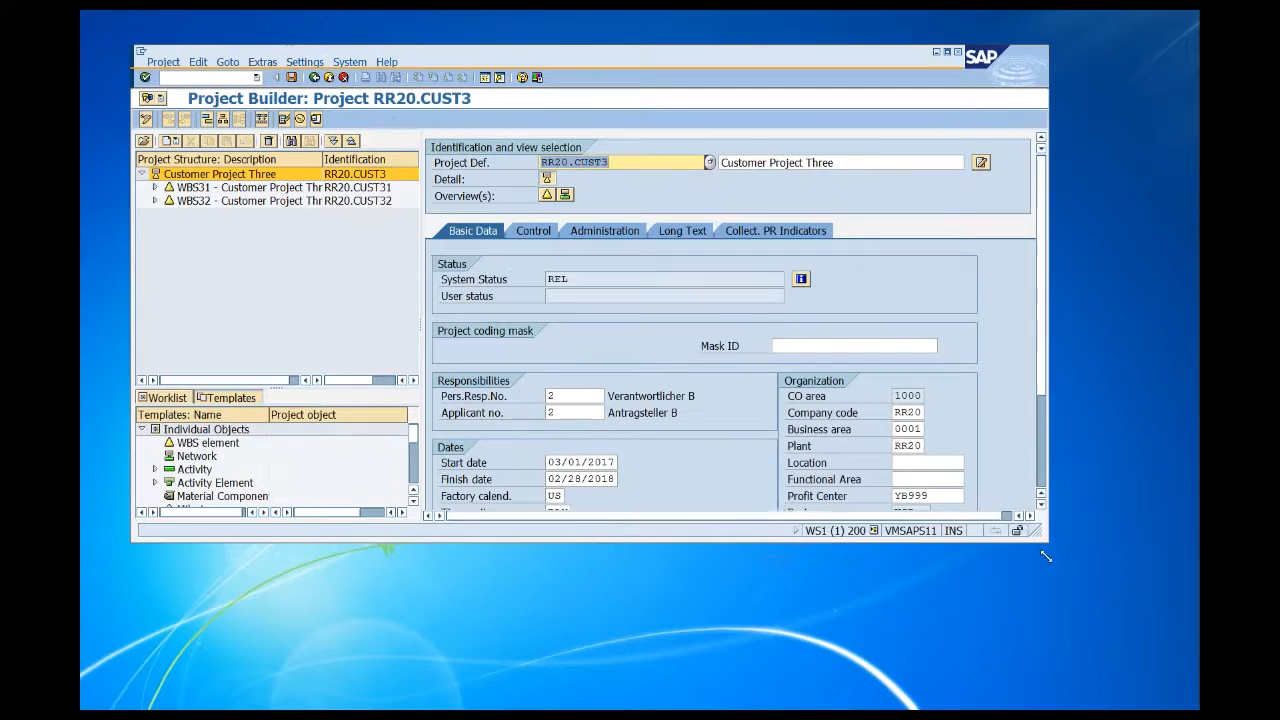 Project Edit Goto Extras Settings System Help
SAP
Project Builder: Project RR20.CUST3
Project Structure: Description Identification
Customer Project Three RR20.CUST3
WBS31 - Customer Project Thr RR20.CUST31
WBS32 - Customer Project Thr RR20.CUST32
Worklist Templates
Templates: Name Project object
Individual Objects
WBS element
Network
Activity
Activity Element
Material Componen
Identification and view selection
Project Def. RR20.CUST3 Customer Project Three
Detail:
Overview(s):
Basic Data Control Administration Long Text Collect. PR Indicators
Status
System Status REL
User status
Project coding mask
Mask ID
Responsibilities
Pers.Resp.No. 2 Verantwortlicher B
Applicant no. 2 Antragsteller B
Dates
Start date 03/01/2017
Finish date 02/28/2018
Factory calend. US
Organization
CO area 1000
Company code RR20
Business area 0001
Plant RR20
Location
Functional Area
Profit Center YB999
WS1 (1) 200 VMSAPS11 INS